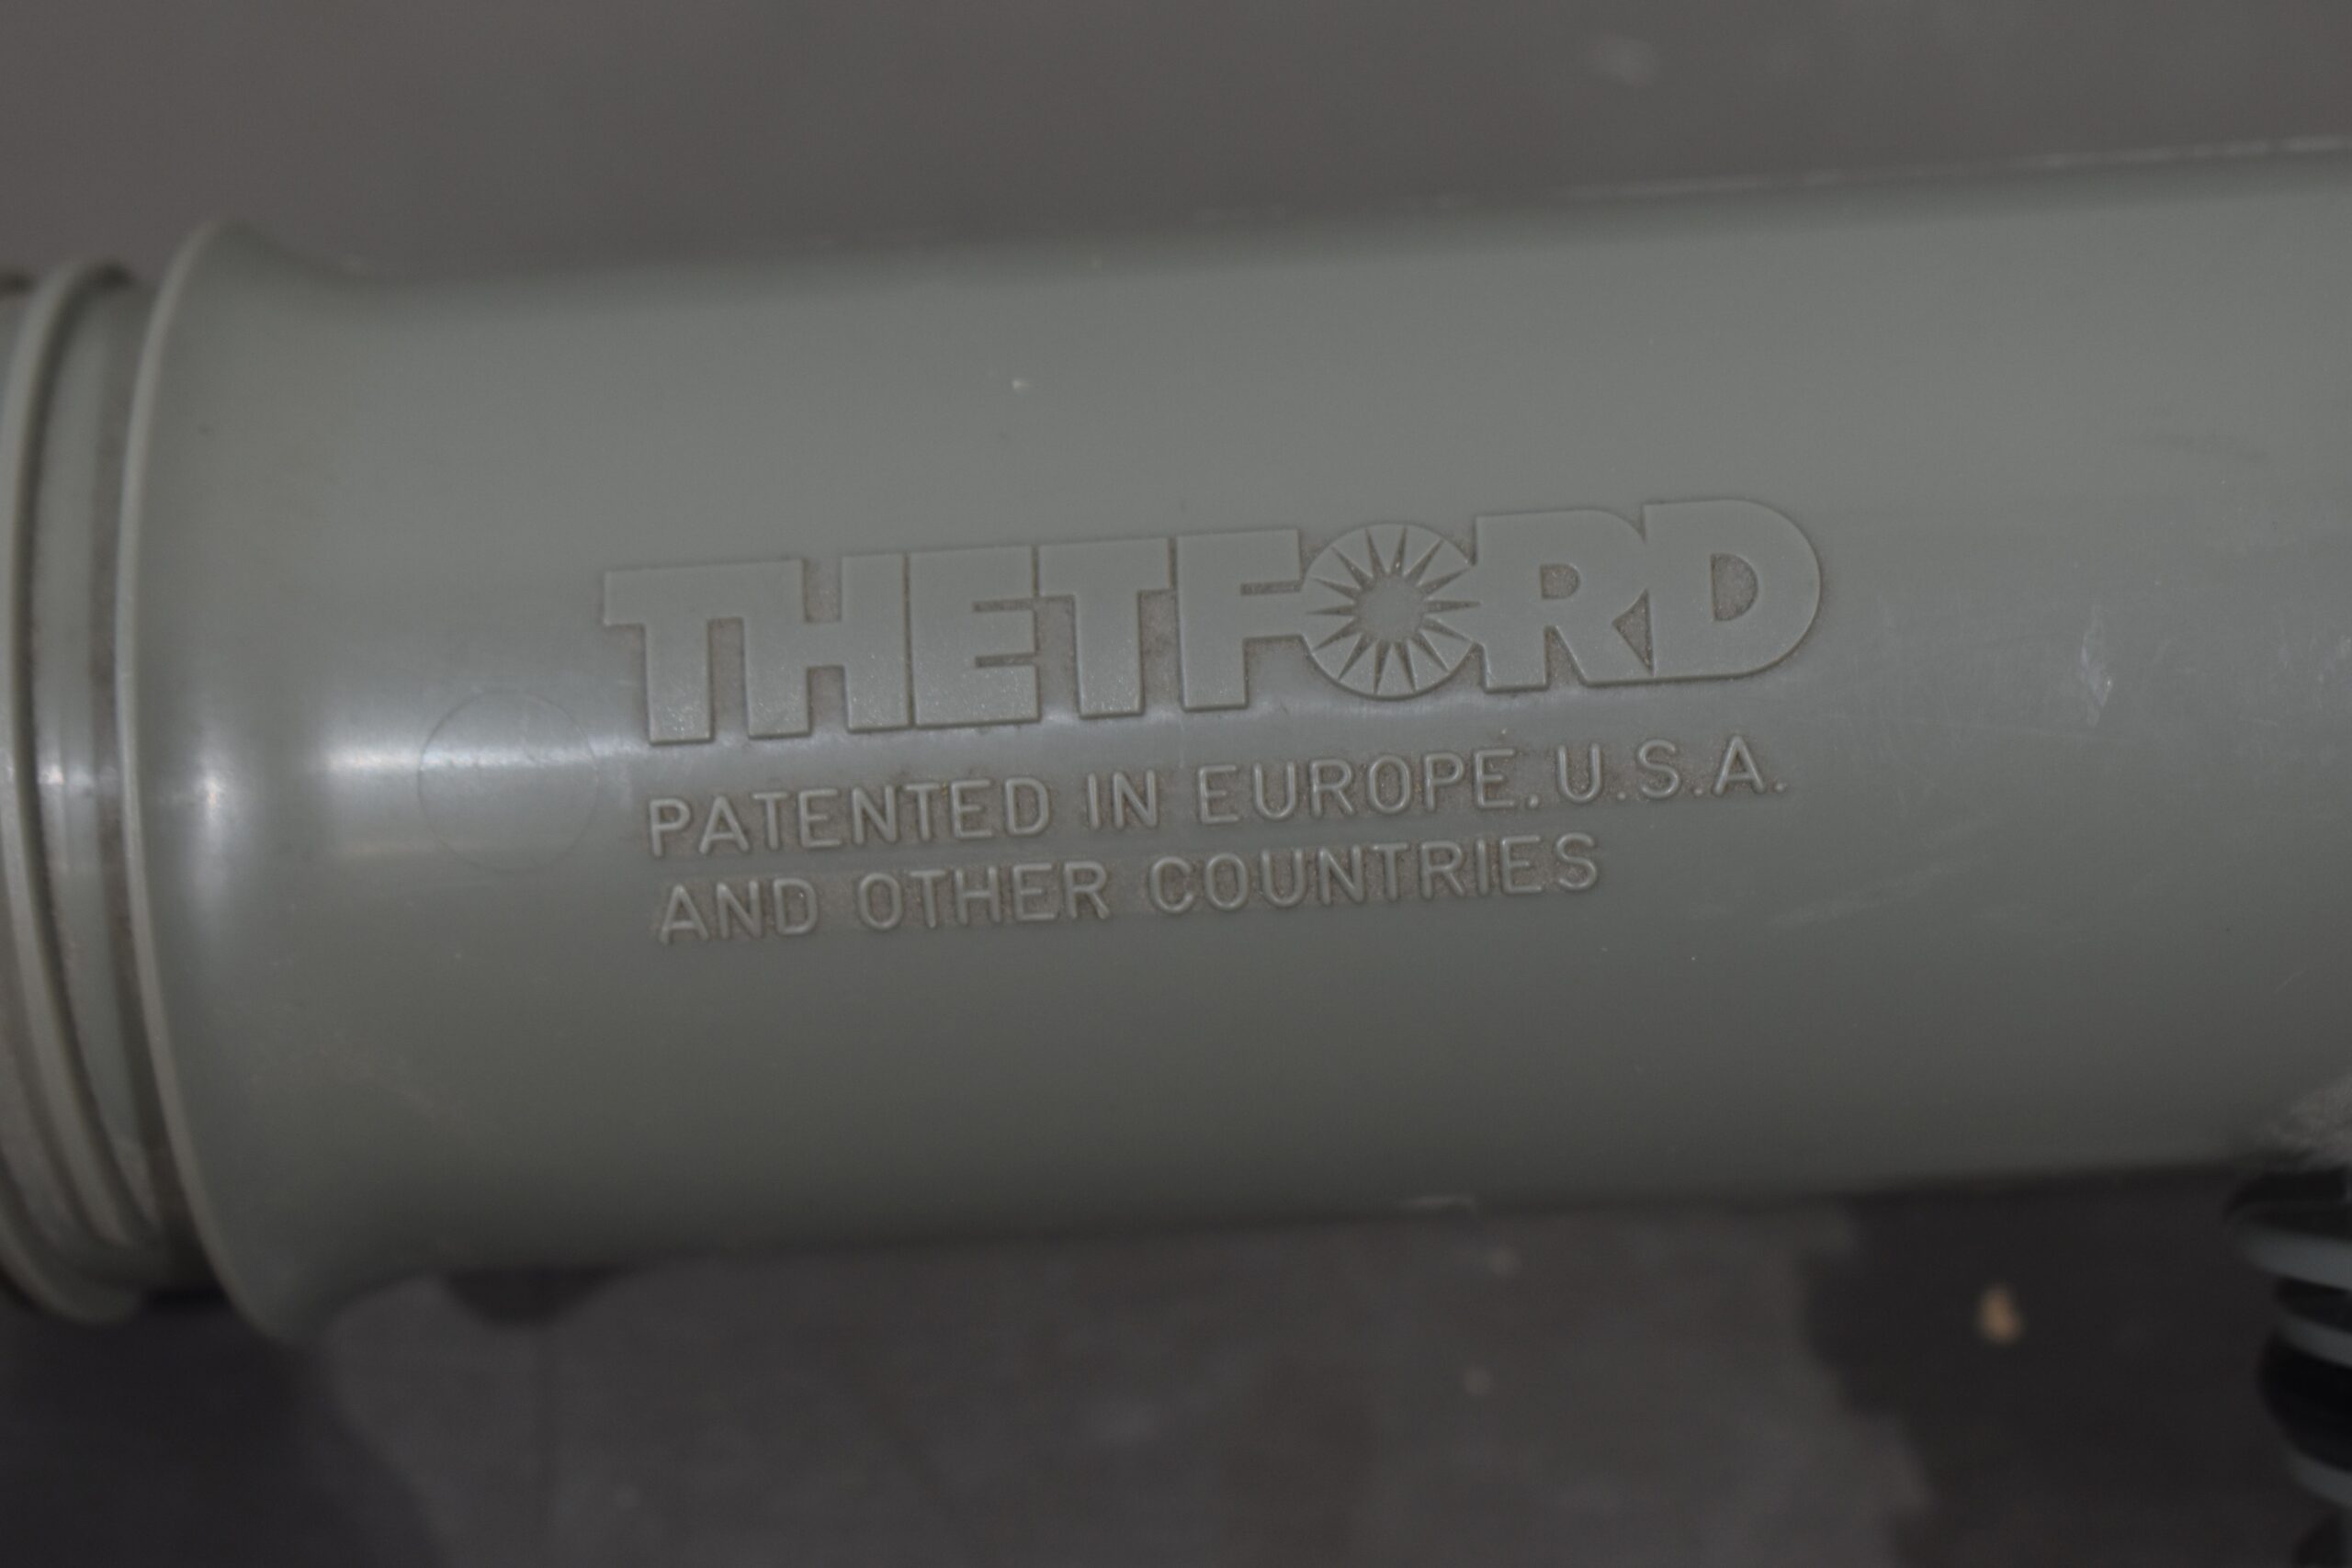 THETFORD
PATENTED IN EUROPE, U.S.A.
AND OTHER COUNTRIES